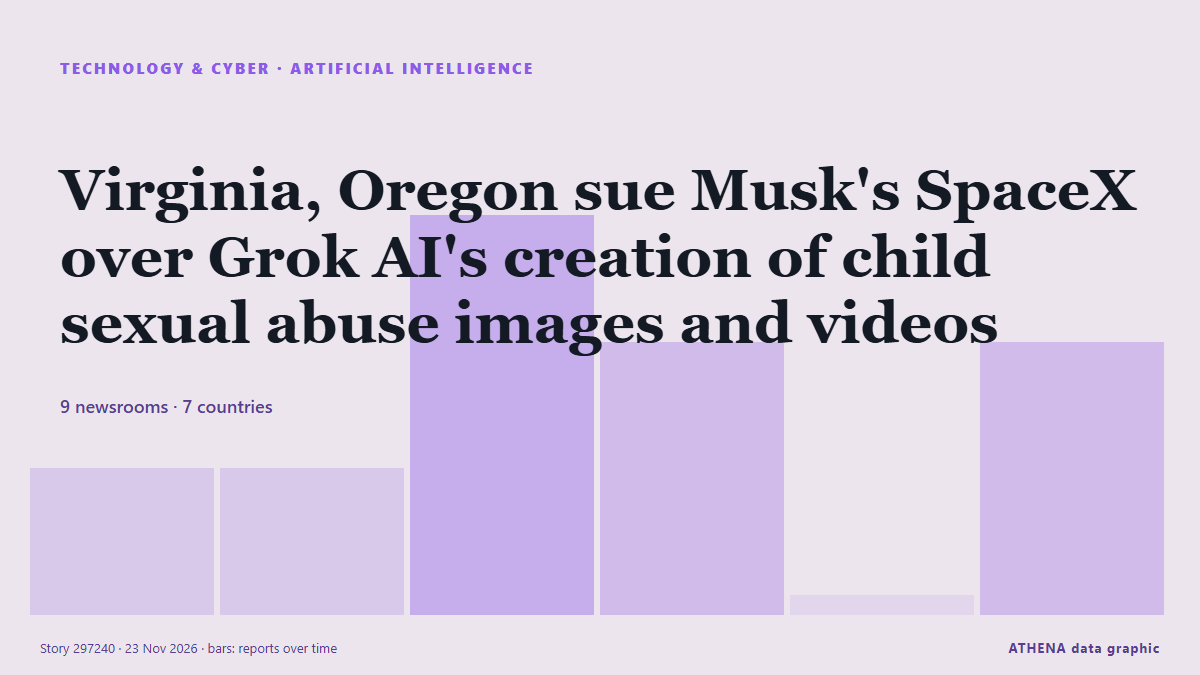 TECHNOLOGY & CYBER · ARTIFICIAL INTELLIGENCE
Virginia, Oregon sue Musk's SpaceX
over Grok AI's creation of child
sexual abuse images and videos
9 newsrooms · 7 countries
Story 297240 · 23 Nov 2026 · bars: reports over time
ATHENA data graphic